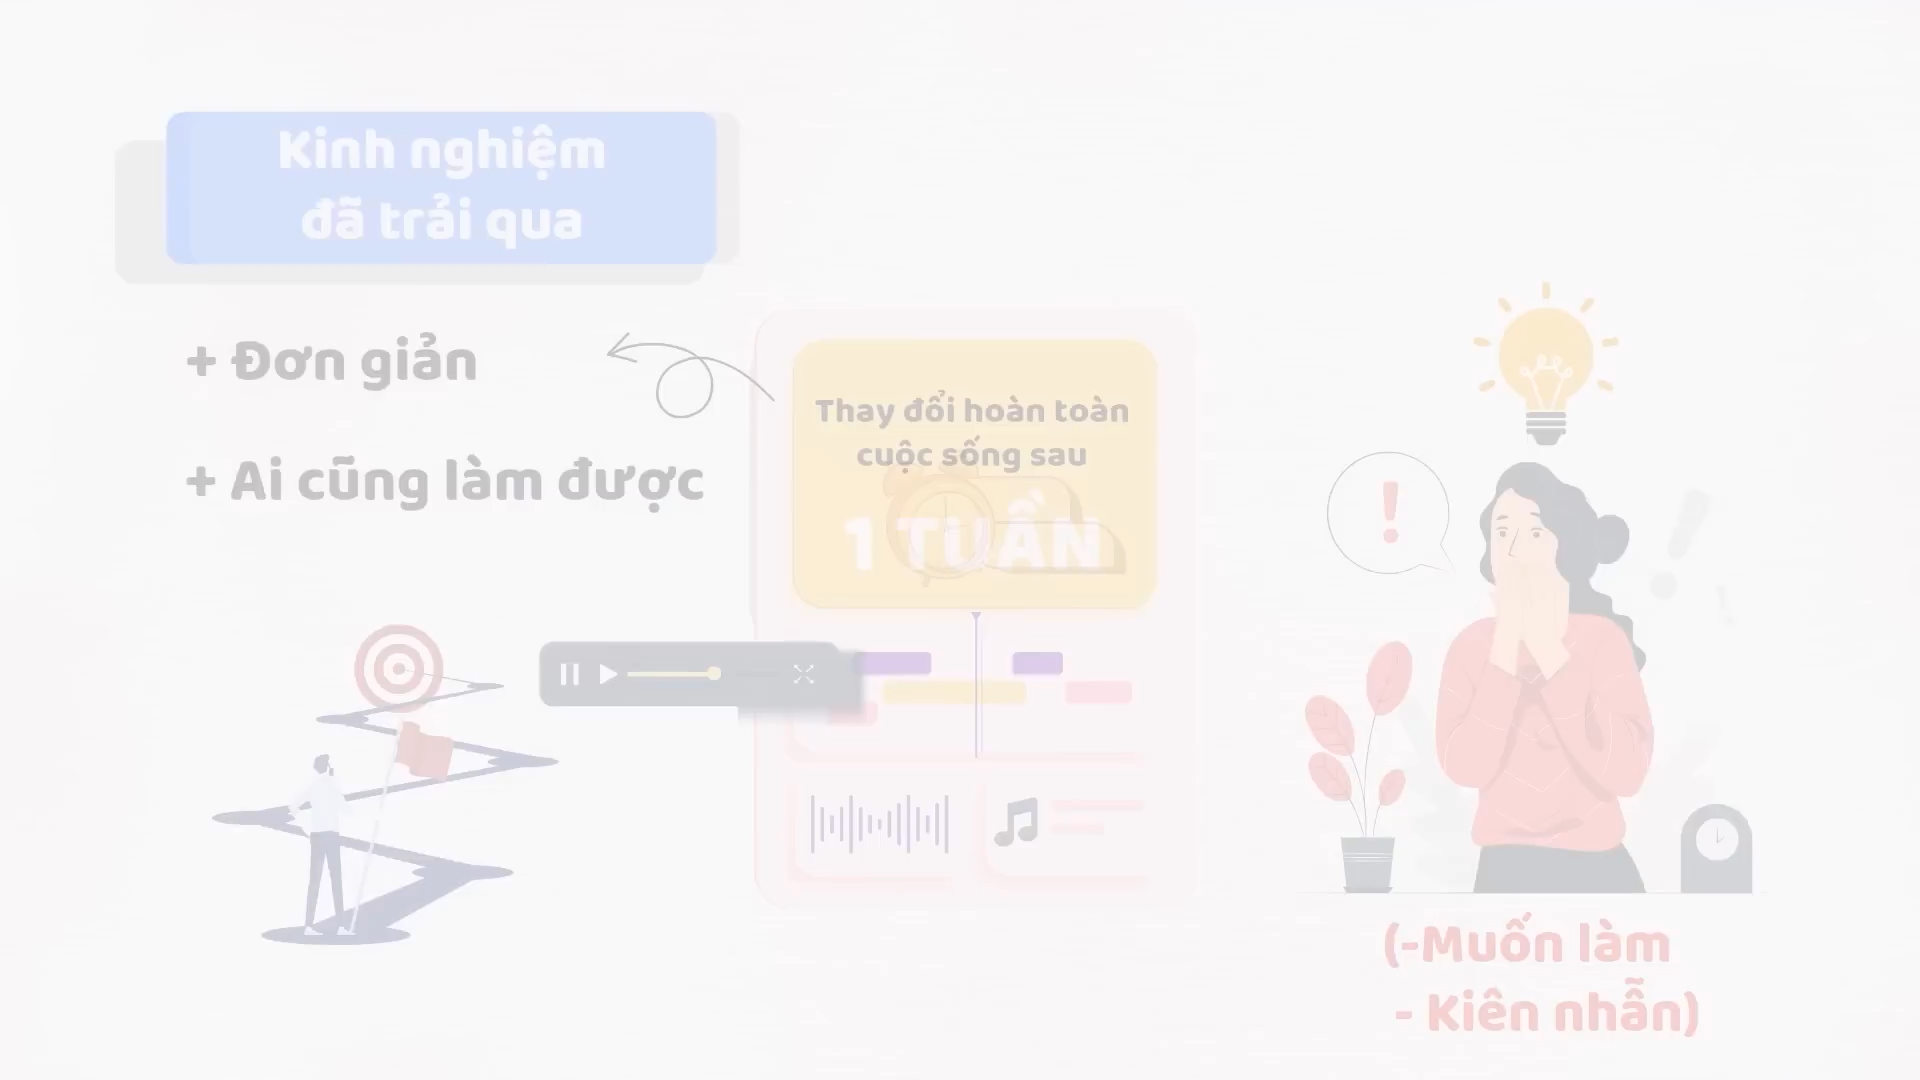 Kinh nghiệm
đã trải qua
+ Đơn giản
+ Ai cũng làm được
Thay đổi hoàn toàn
cuộc sống sau
1 TUẦN
(-Muốn làm
- Kiên nhẫn)